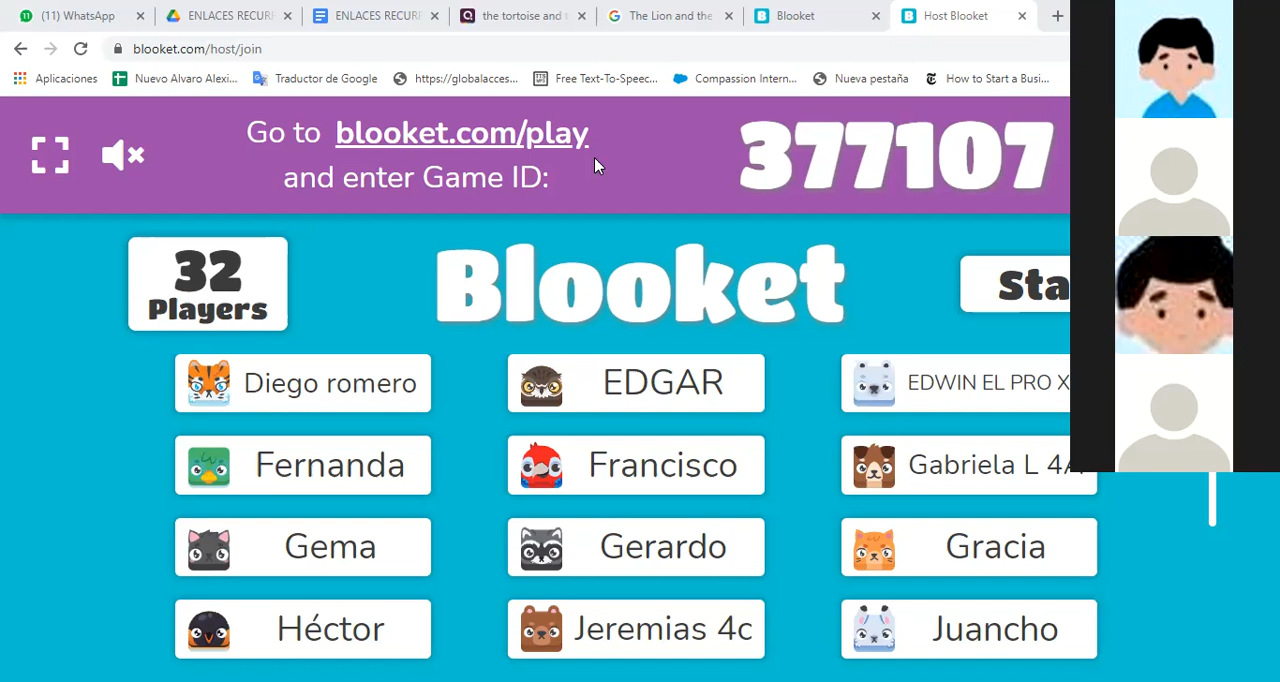 (11) WhatsApp
ENLACES RECUR
ENLACES RECUR
the tortoise and t
The Lion and the
Blooket
Host Blooket
blooket.com/host/join
Aplicaciones
Nuevo Alvaro Alexi...
Traductor de Google
https://globalacces...
Free Text-To-Speec...
Compassion Intern...
Nueva pestaña
How to Start a Busi...
Go to blooket.com/play
and enter Game ID:
377107
32
Players
Blooket
Sta
Diego romero
EDGAR
EDWIN EL PRO X
Fernanda
Francisco
Gabriela L 4A
Gema
Gerardo
Gracia
Héctor
Jeremias 4c
Juancho